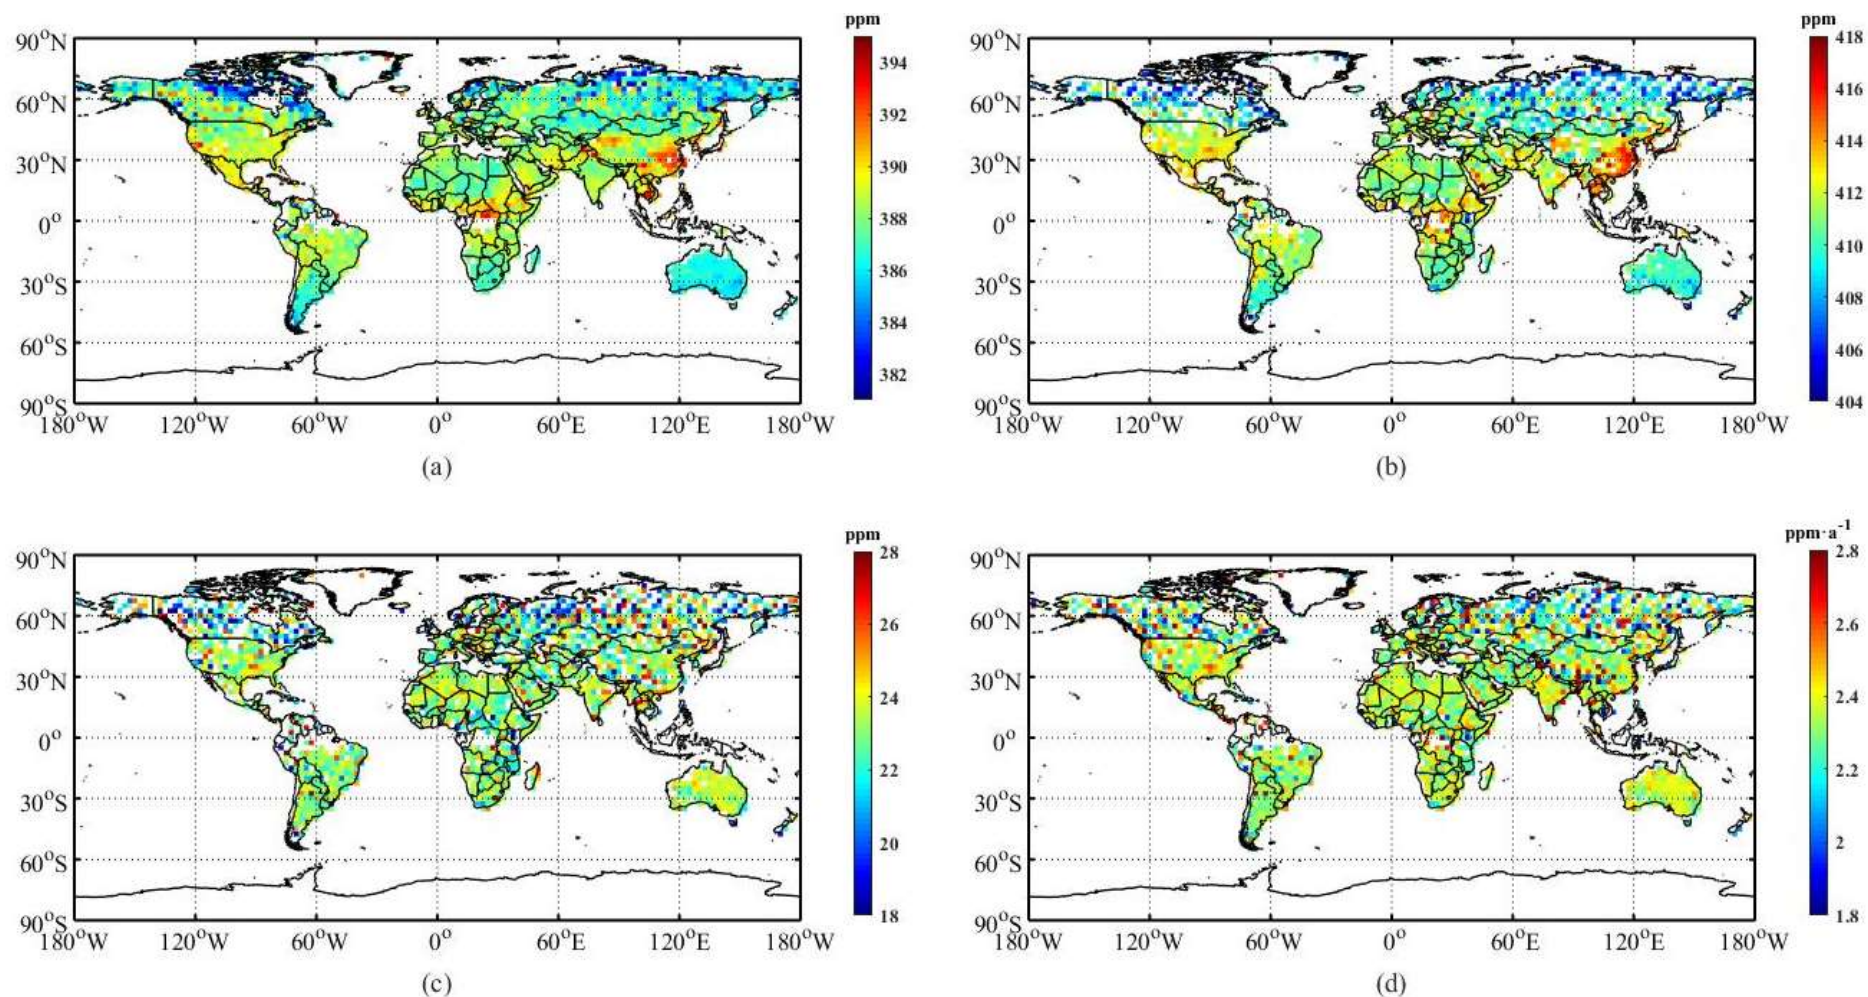 ppm
90°N
60°N
30°N
0°
30°S
60°S
90°S
180°W 120°W 60°W 0° 60°E 120°E 180°W
394
392
390
388
386
384
382
(a)
ppm
90°N
60°N
30°N
0°
30°S
60°S
90°S
180°W 120°W 60°W 0° 60°E 120°E 180°W
418
416
414
412
410
408
406
404
(b)
ppm
90°N
60°N
30°N
0°
30°S
60°S
90°S
180°W 120°W 60°W 0° 60°E 120°E 180°W
28
26
24
22
20
18
(c)
ppm·a⁻¹
90°N
60°N
30°N
0°
30°S
60°S
90°S
180°W 120°W 60°W 0° 60°E 120°E 180°W
2.8
2.6
2.4
2.2
2
1.8
(d)